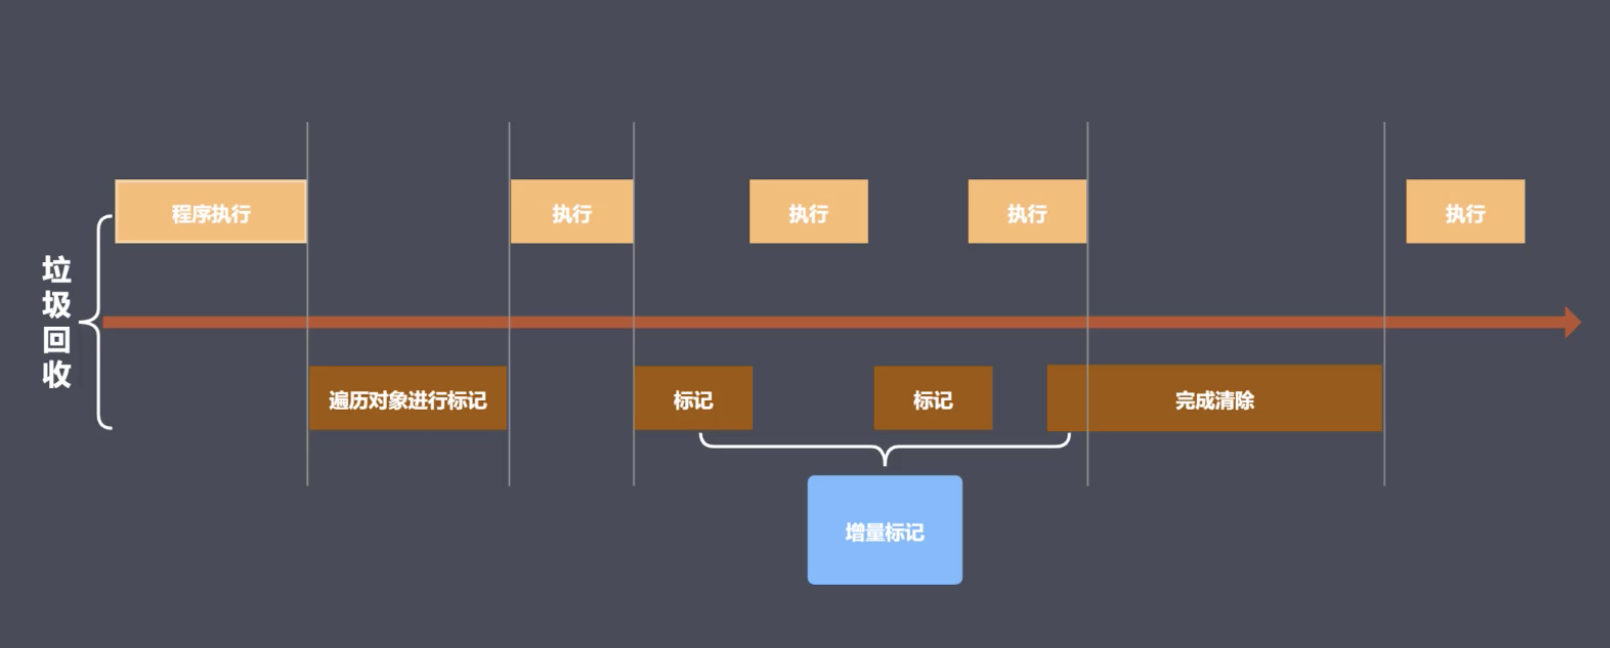 程序执行
执行
执行
执行
执行
垃圾回收
遍历对象进行标记
标记
标记
完成清除
增量标记